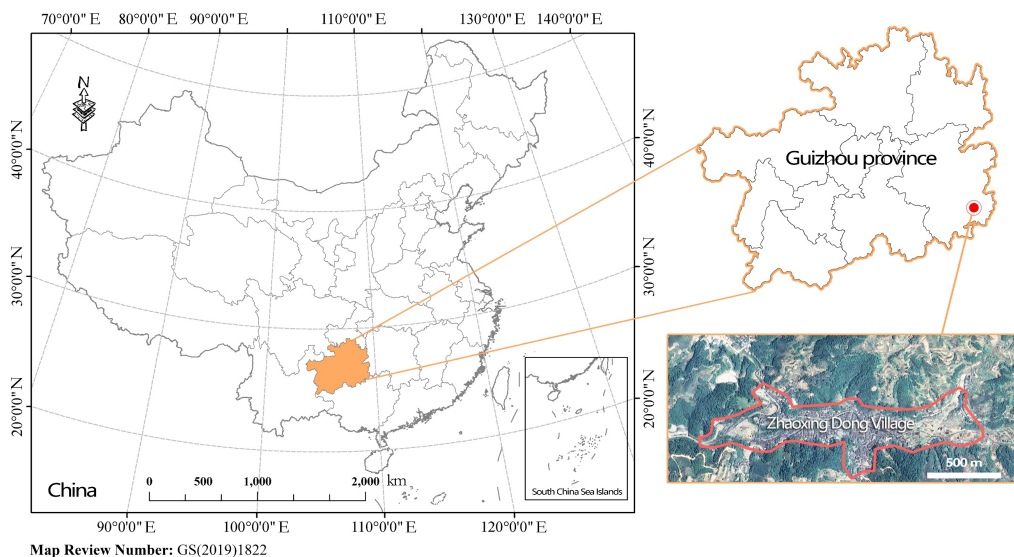 70°0'0" E 80°0'0" E 90°0'0" E 110°0'0" E 130°0'0" E 140°0'0" E
N
40°0'0" N
30°0'0" N
20°0'0" N
40°0'0" N
30°0'0" N
20°0'0" N
China
0 500 1,000 2,000 km
South China Sea Islands
90°0'0" E 100°0'0" E 110°0'0" E 120°0'0" E
Map Review Number: GS(2019)1822
Guizhou province
Zhaoxing Dong Village
500 m